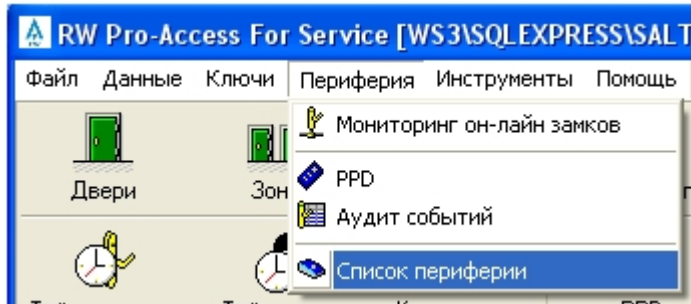 RW Pro-Access For Service [WS3\SQLEXPRESS\SALT
Файл Данные Ключи Периферия Инструменты Помощь
Мониторинг он-лайн замков
Двери
PPD
Аудит событий
Список периферии